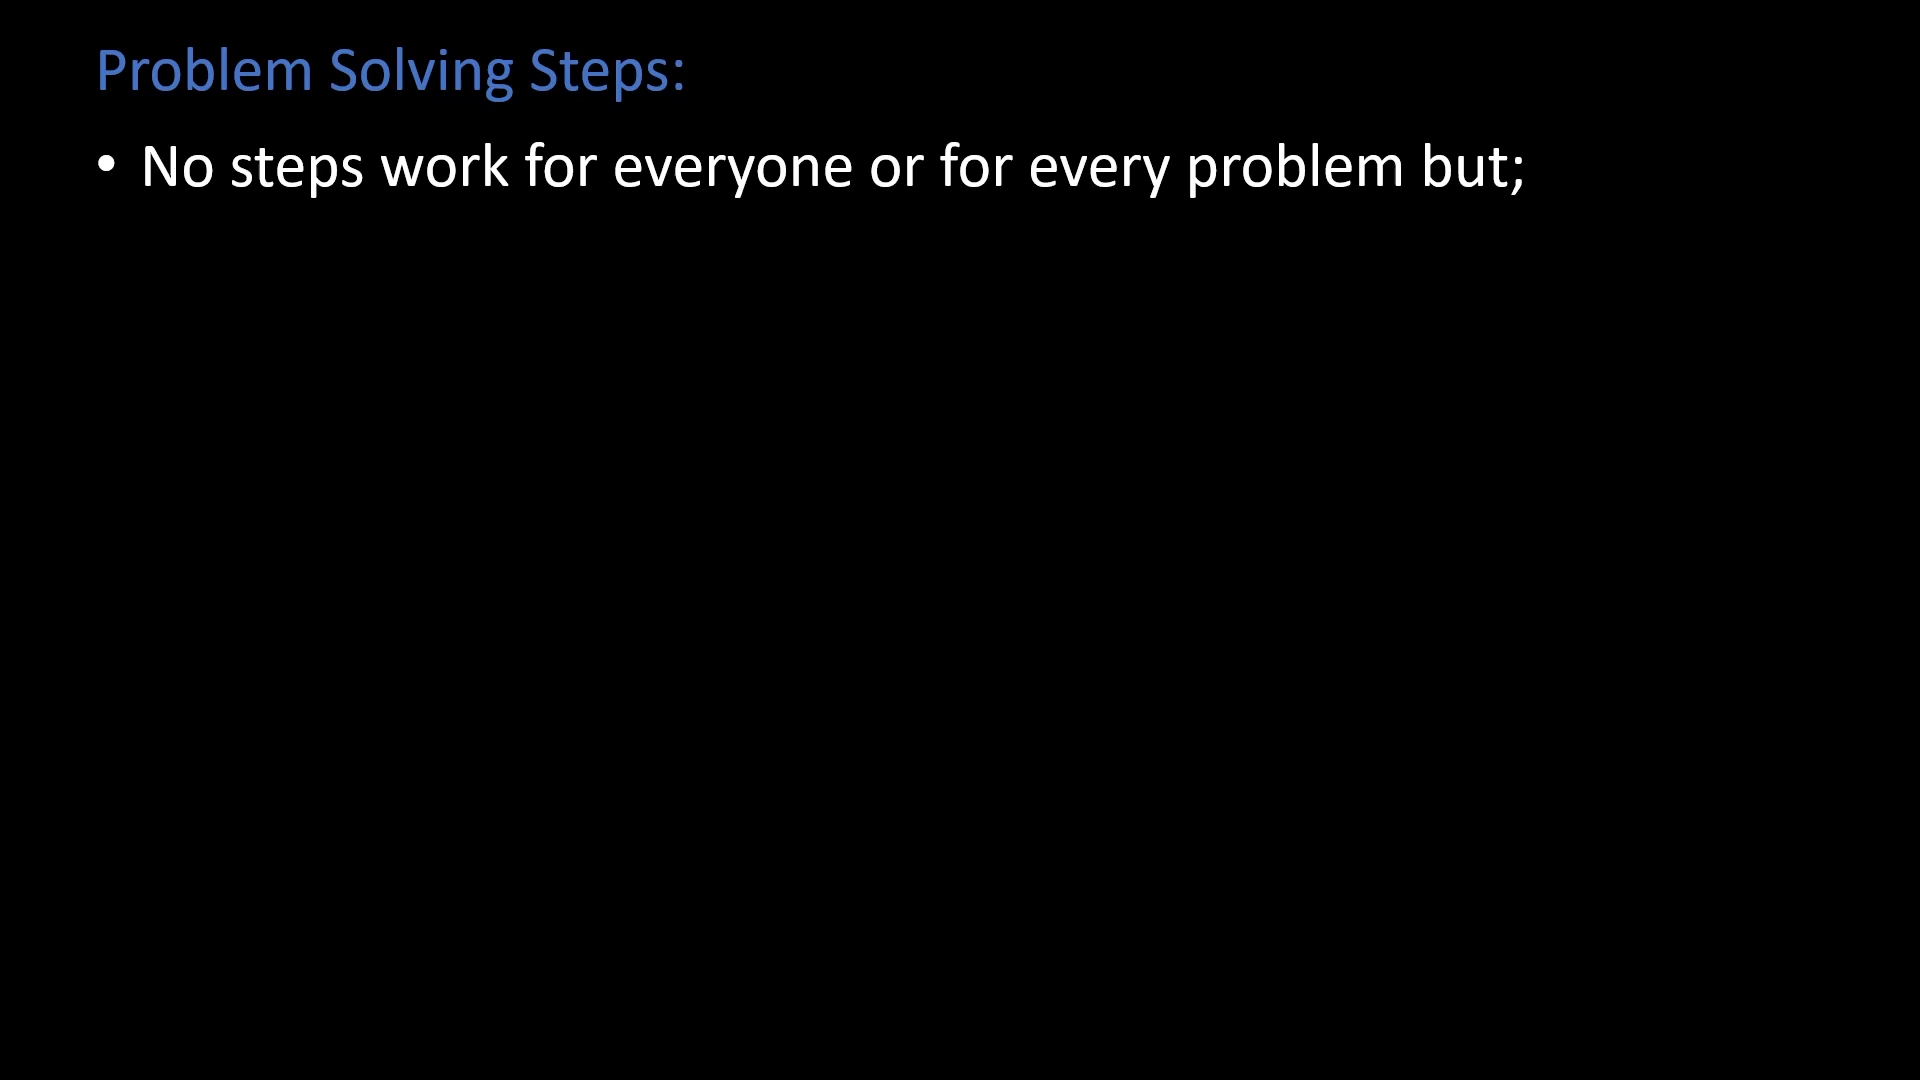 Problem Solving Steps:
• No steps work for everyone or for every problem but;